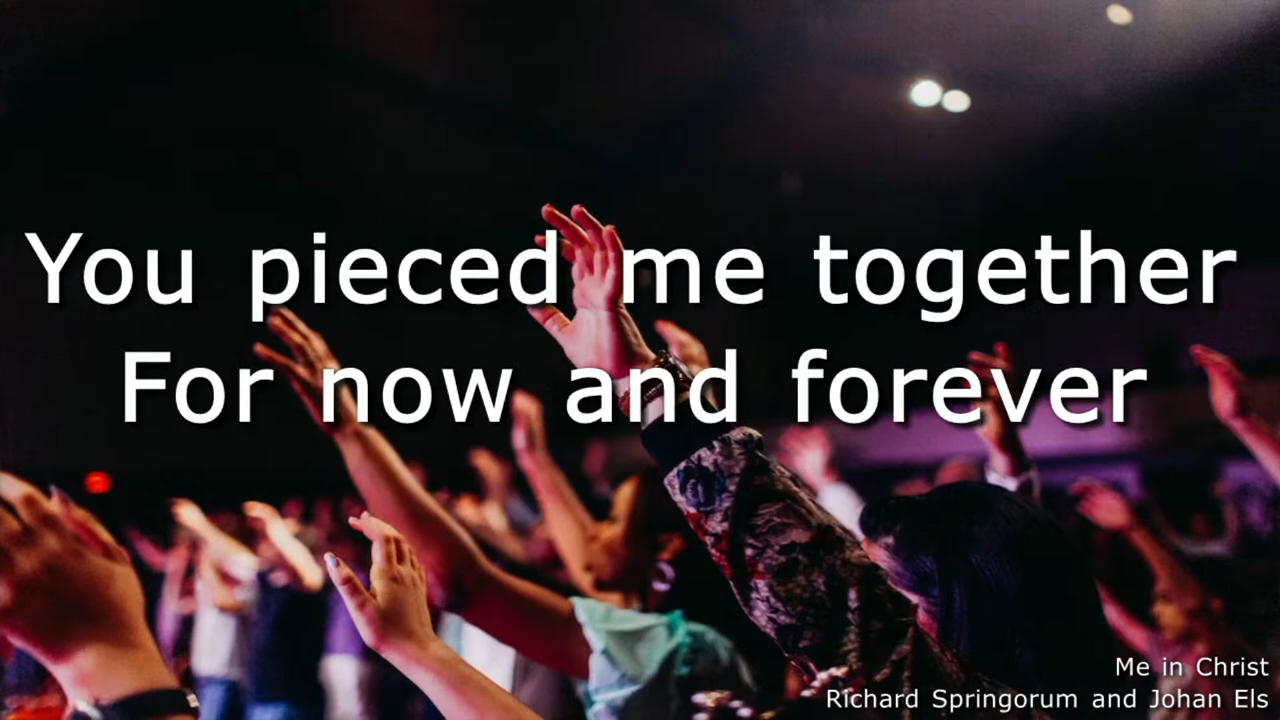 You pieced me together
For now and forever
Me in Christ
Richard Springorum and Johan Els